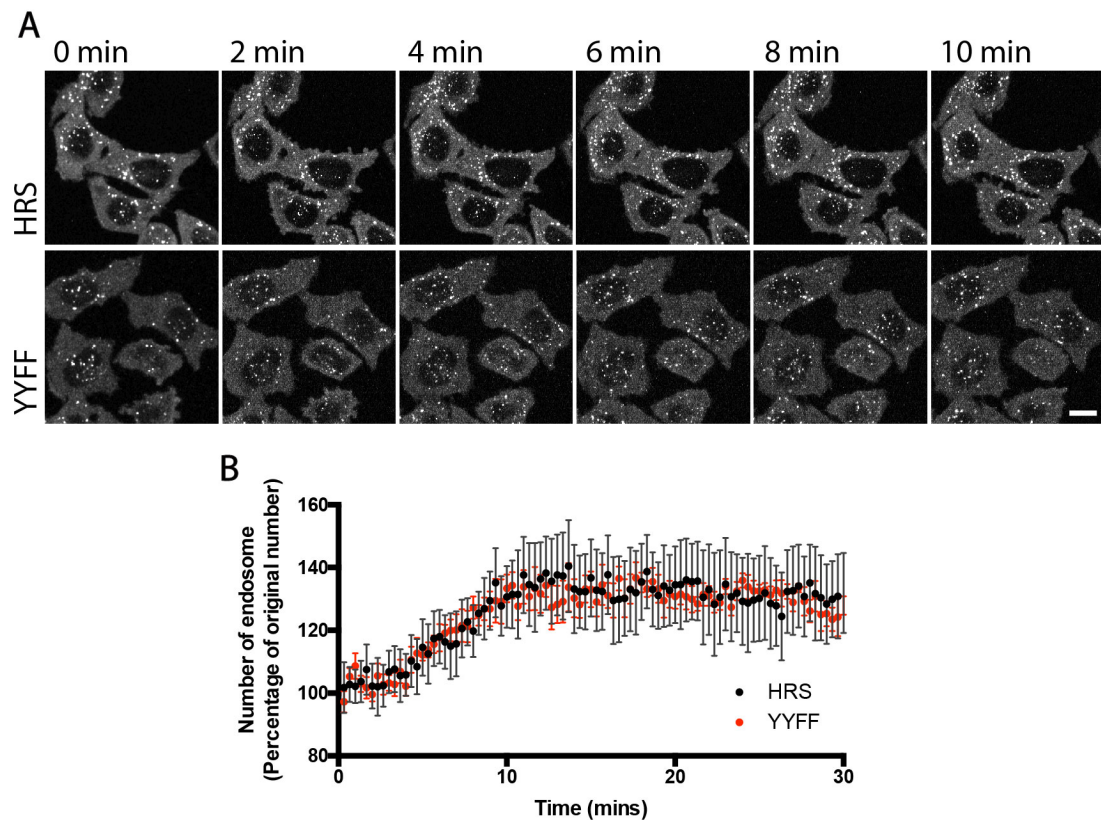 A
0 min 2 min 4 min 6 min 8 min 10 min
HRS
YYFF
B
Number of endosome
(Percentage of original number)
160
140
120
100
80
HRS
YYFF
0 10 20 30
Time (mins)